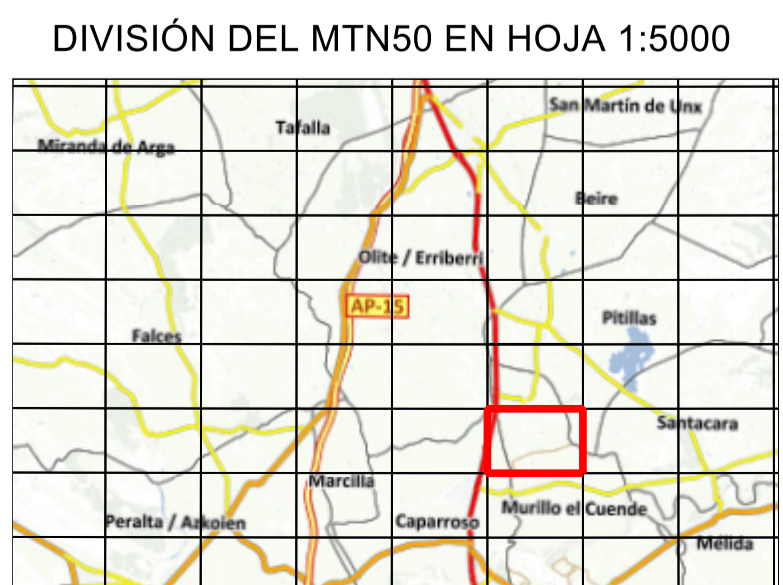 DIVISIÓN DEL MTN50 EN HOJA 1:5000
San Martín de Unx
Tafalla
Miranda de Arga
Beire
Olite / Erriberri
AP-15
Pitillas
Falces
Santacara
Marcilla
Murillo el Cuende
Peralta / Azkoien
Caparroso
Mélida